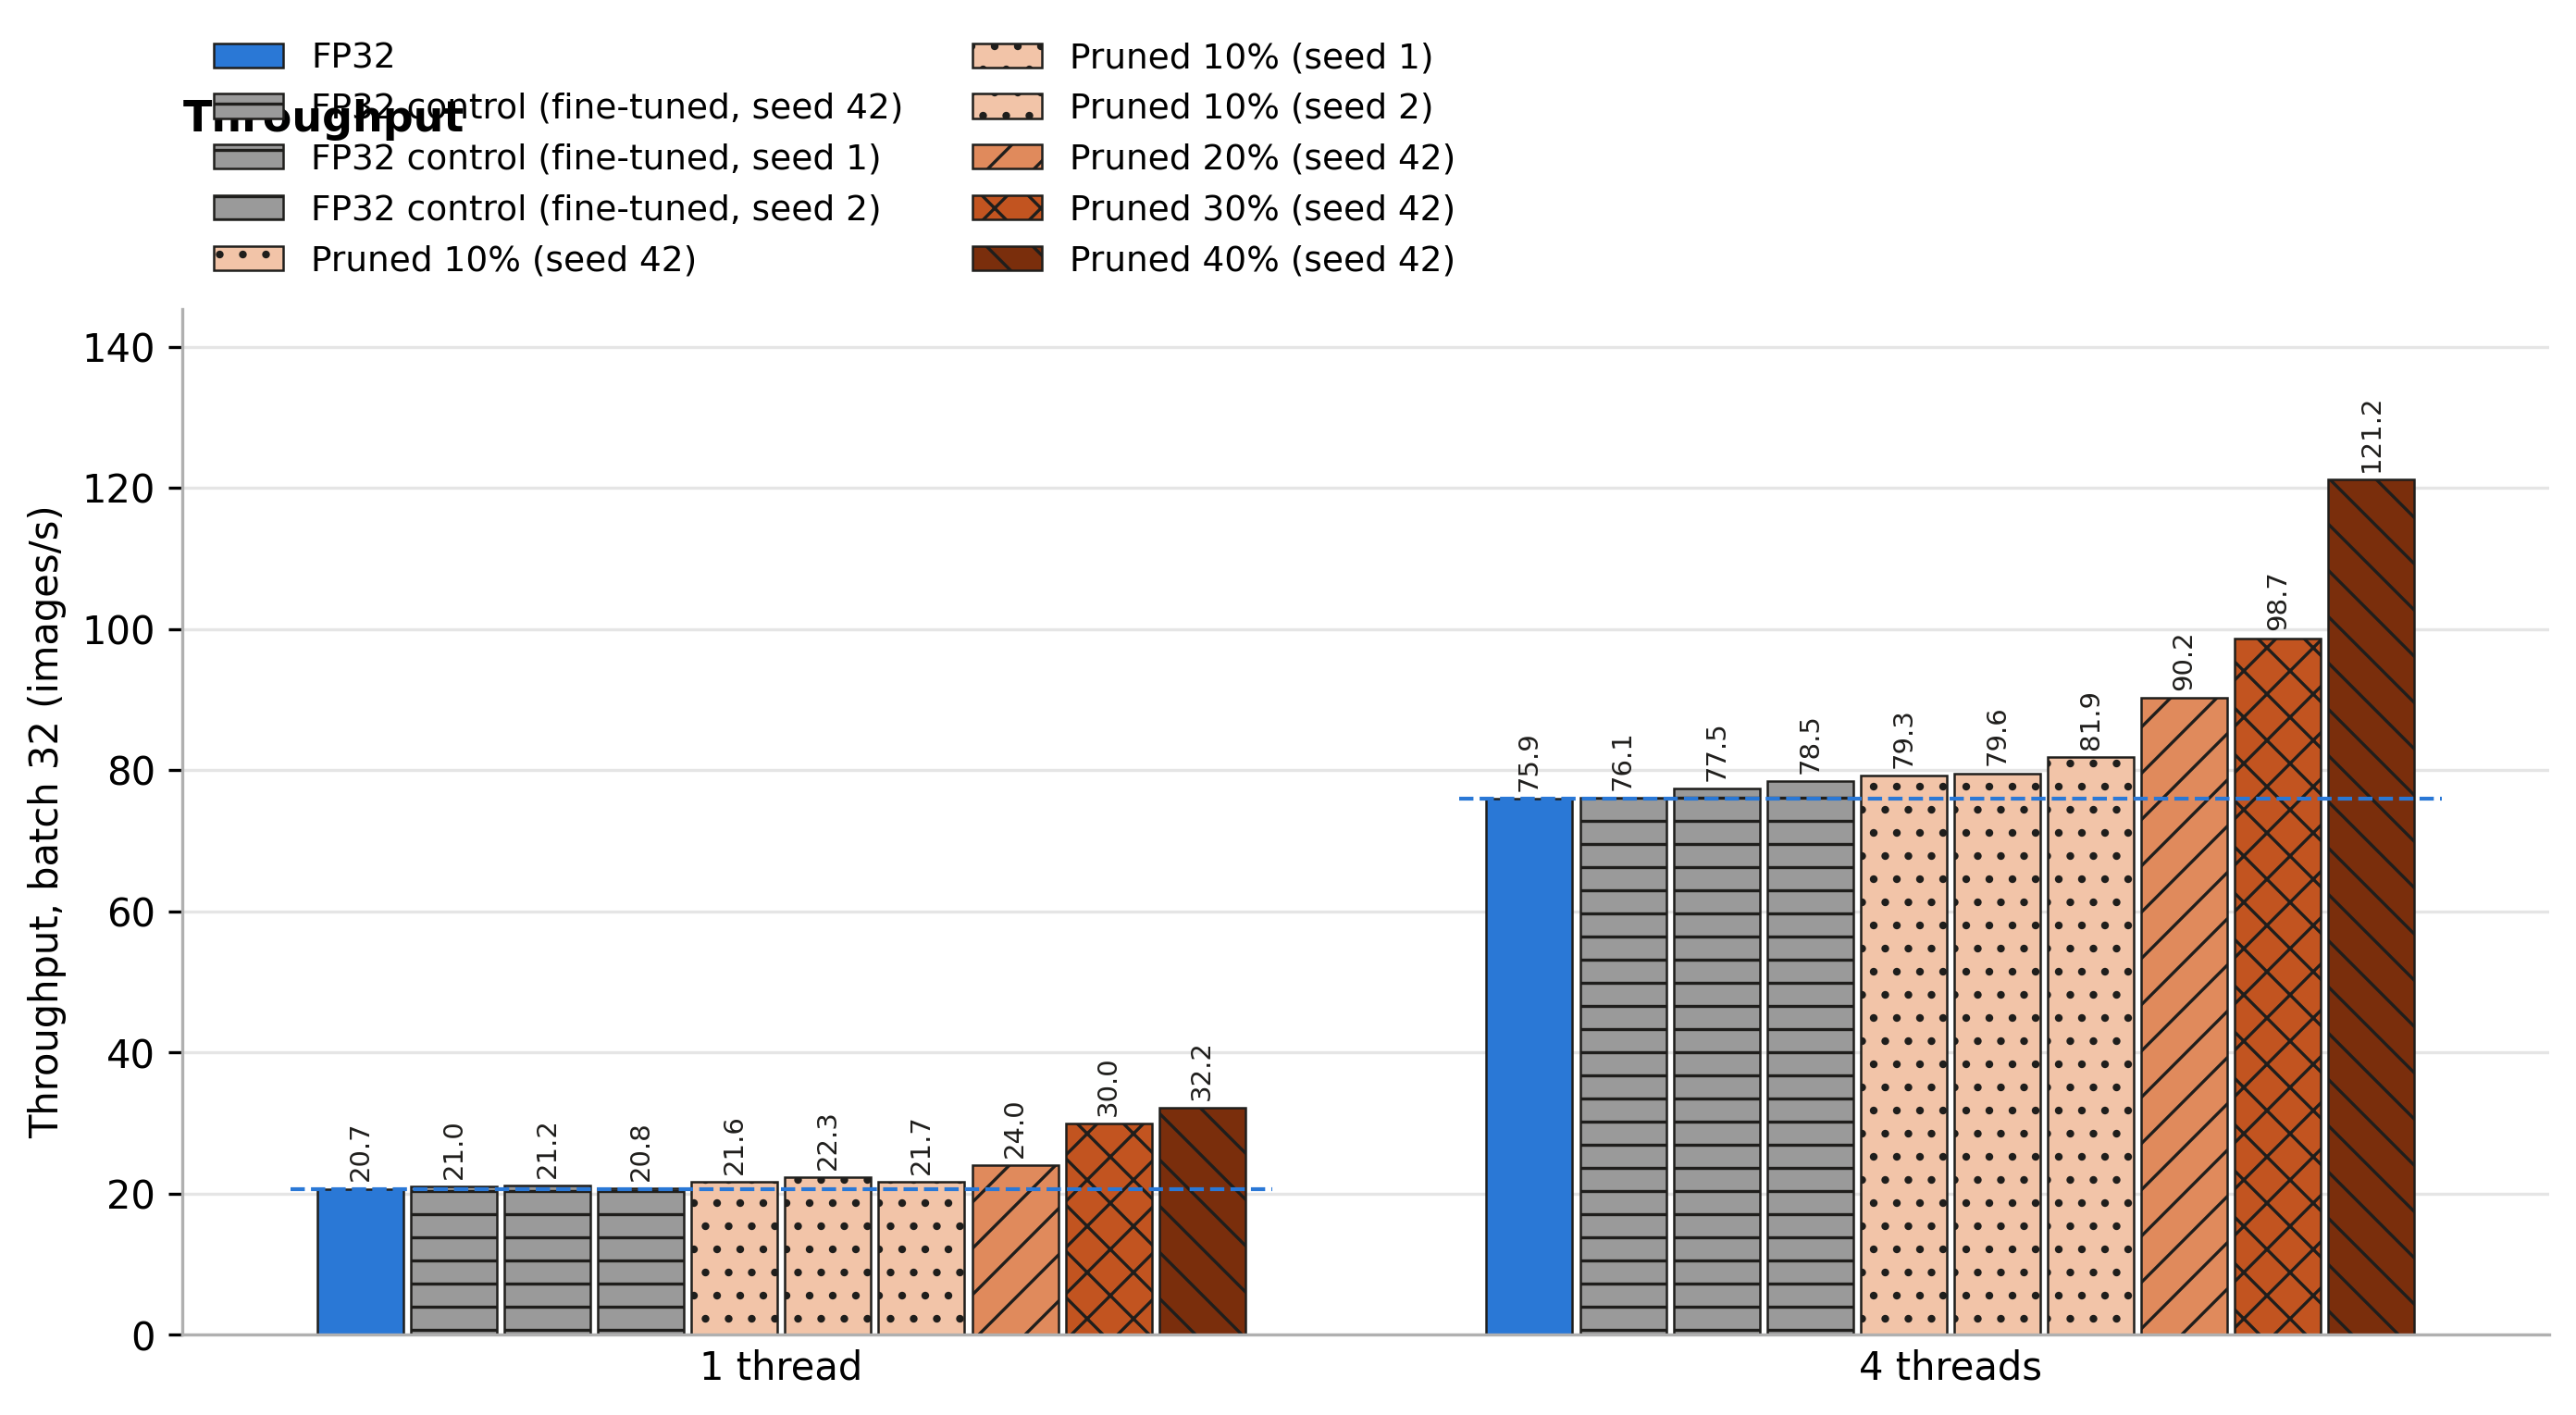 Throughput
FP32
FP32 control (fine-tuned, seed 42)
FP32 control (fine-tuned, seed 1)
FP32 control (fine-tuned, seed 2)
Pruned 10% (seed 42)
Pruned 10% (seed 1)
Pruned 10% (seed 2)
Pruned 20% (seed 42)
Pruned 30% (seed 42)
Pruned 40% (seed 42)
Throughput, batch 32 (images/s)
140
120
100
80
60
40
20
0
20.7
21.0
21.2
20.8
21.6
22.3
21.7
24.0
30.0
32.2
75.9
76.1
77.5
78.5
79.3
79.6
81.9
90.2
98.7
121.2
1 thread
4 threads